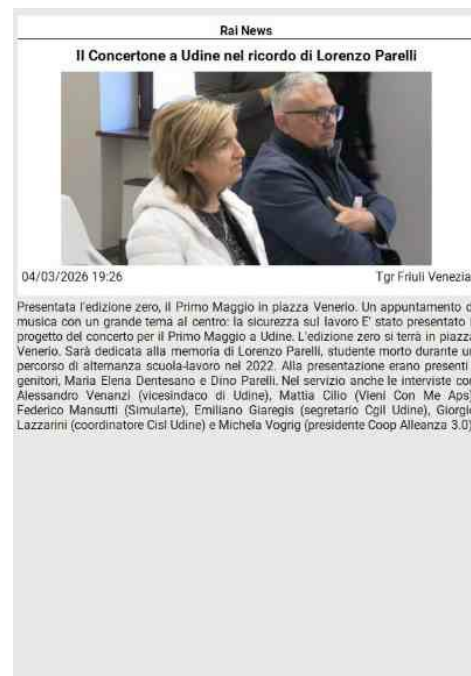 Rai News
Il Concertone a Udine nel ricordo di Lorenzo Parelli
04/03/2026 19:26
Tgr Friuli Venezia
Presentata l'edizione zero, il Primo Maggio in piazza Venerio. Un appuntamento d
musica con un grande tema al centro: la sicurezza sul lavoro E' stato presentato
progetto del concerto per il Primo Maggio a Udine. L'edizione zero si terrà in piazza
Venerio. Sarà dedicata alla memoria di Lorenzo Parelli, studente morto durante un
percorso di alternanza scuola-lavoro nel 2022. Alla presentazione erano presenti
genitori, Maria Elena Dentesano e Dino Parelli. Nel servizio anche le interviste con
Alessandro Venanzi (vicesindaco di Udine), Mattia Cilio (Vieni Con Me Aps)
Federico Mansutti (Simularte), Emiliano Giareghis (segretario Cgil Udine), Giorgio
Lazzarini (coordinatore Cisl Udine) e Michela Vogrig (presidente Coop Alleanza 3.0)